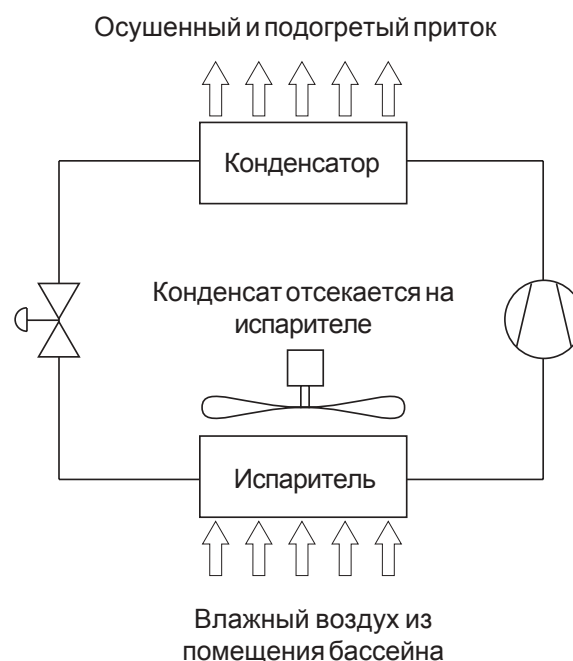 Осушенный и подогретый приток
Конденсатор
Конденсат отсекается на
испарителе
Испаритель
Влажный воздух из
помещения бассейна